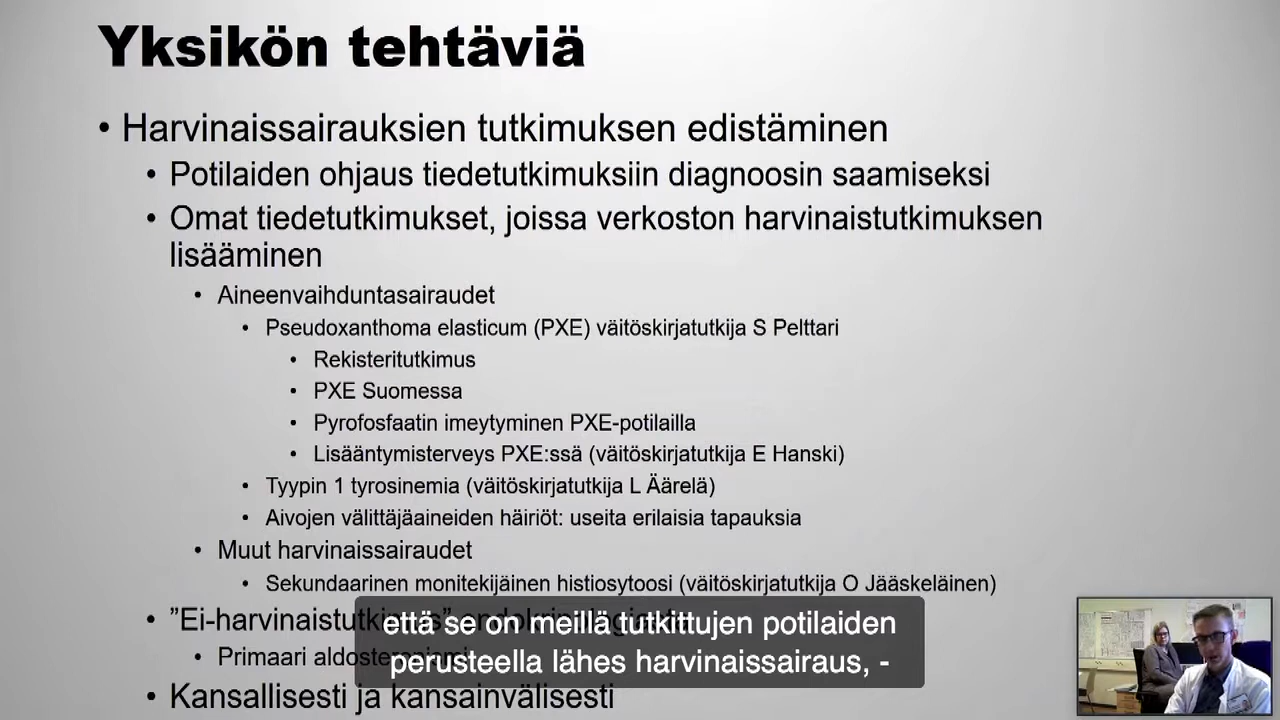 Yksikön tehtäviä
• Harvinaissairauksien tutkimuksen edistäminen
• Potilaiden ohjaus tiedetutkimuksiin diagnoosin saamiseksi
• Omat tiedetutkimukset, joissa verkoston harvinaistutkimuksen
lisääminen
• Aineenvaihduntasairaudet
• Pseudoxanthoma elasticum (PXE) väitöskirjatutkija S Pelttari
• Rekisteritutkimus
• PXE Suomessa
• Pyrofosfaatin imeytyminen PXE-potilailla
• Lisääntymisterveys PXE:ssä (väitöskirjatutkija E Hanski)
• Tyypin 1 tyrosinemia (väitöskirjatutkija L Äärelä)
• Aivojen välittäjäaineiden häiriöt: useita erilaisia tapauksia
• Muut harvinaissairaudet
• Sekundaarinen monitekijäinen histiosytoosi (väitöskirjatutkija O Jääskeläinen)
• ”Ei-harvinaistutkimus”
• Primaari aldosteronismi
että se on meillä tutkittujen potilaiden
perusteella lähes harvinaissairaus, -
• Kansallisesti ja kansainvälisesti